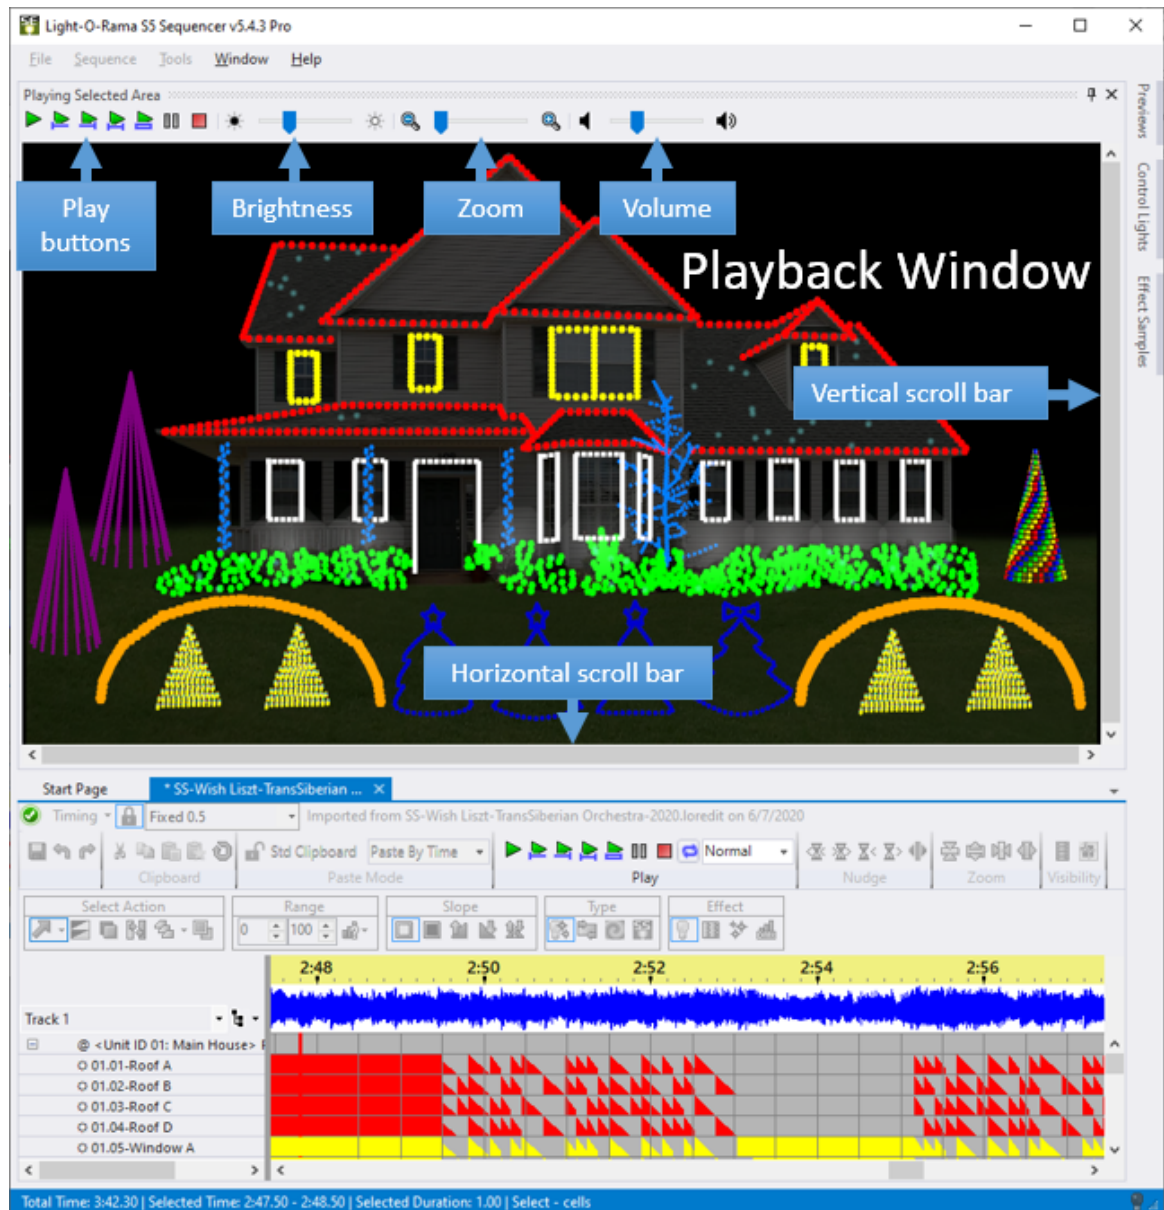 Light-O-Rama S5 Sequencer v5.4.3 Pro
File Sequence Tools Window Help
Playing Selected Area
Previews
Control Lights
Effect Samples
Play buttons
Brightness
Zoom
Volume
Playback Window
Vertical scroll bar
Horizontal scroll bar
Start Page
* SS-Wish Liszt-TransSiberian ...
Timing
Fixed 0.5
Imported from SS-Wish Liszt-TransSiberian Orchestra-2020.loredit on 6/7/2020
Std Clipboard
Paste By Time
Normal
Clipboard
Paste Mode
Play
Nudge
Zoom
Visibility
Select Action
Range
Slope
Type
Effect
0
100
2:48 2:50 2:52 2:54 2:56
Track 1
@ <Unit ID 01: Main House>
01.01-Roof A
01.02-Roof B
01.03-Roof C
01.04-Roof D
01.05-Window A
Total Time: 3:42.30 | Selected Time: 2:47.50 - 2:48.50 | Selected Duration: 1.00 | Select - cells